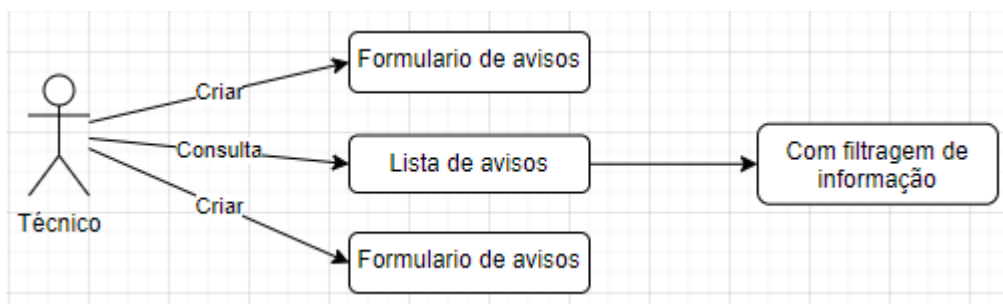 Formulario de avisos
Criar
Consulta
Lista de avisos
Com filtragem de
informação
Criar
Técnico
Formulario de avisos